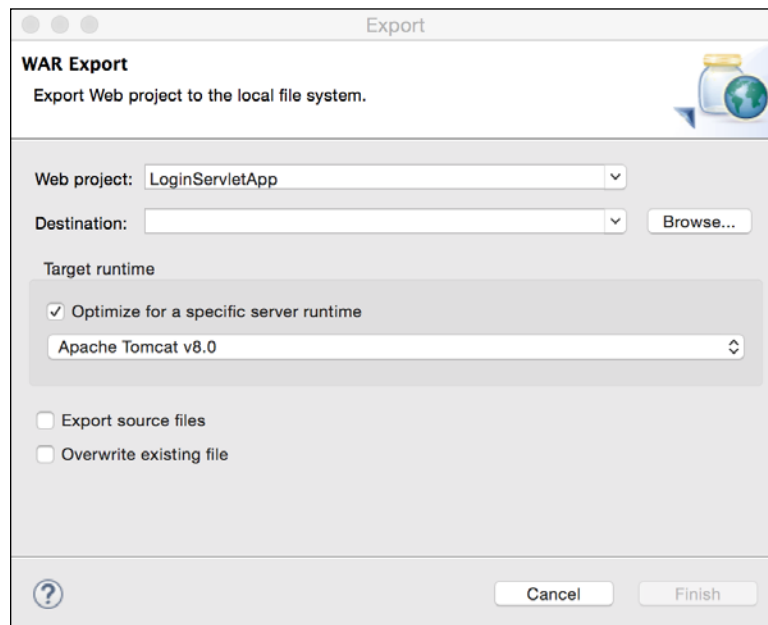 Export
WAR Export
Export Web project to the local file system.
Web project: LoginServletApp
Destination: Browse...
Target runtime
Optimize for a specific server runtime
Apache Tomcat v8.0
Export source files
Overwrite existing file
? Cancel Finish